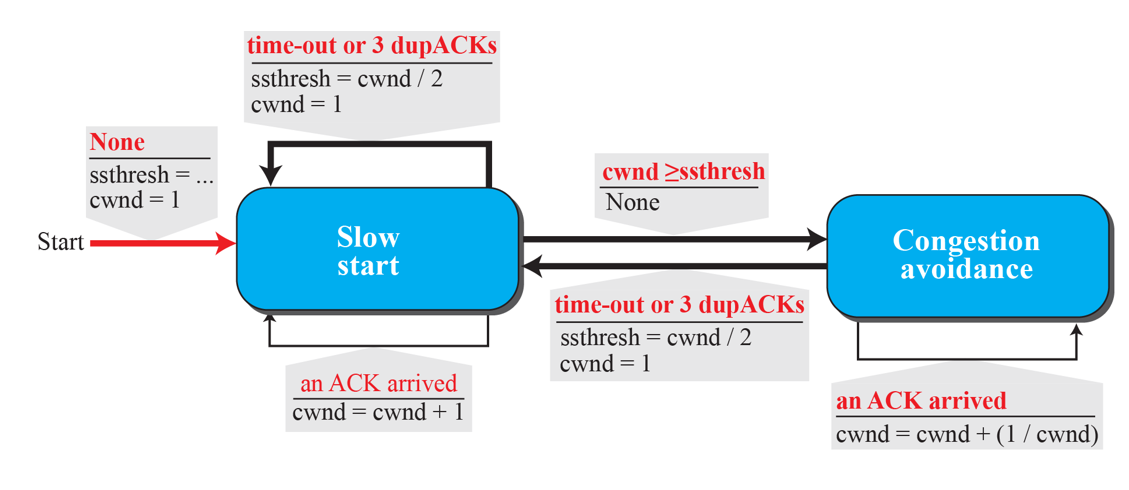 time-out or 3 dupACKs
ssthresh = cwnd / 2
cwnd = 1
None
ssthresh = ...
cwnd = 1
Start
Slow
start
cwnd ≥ssthresh
None
Congestion
avoidance
time-out or 3 dupACKs
ssthresh = cwnd / 2
cwnd = 1
an ACK arrived
cwnd = cwnd + 1
an ACK arrived
cwnd = cwnd + (1 / cwnd)